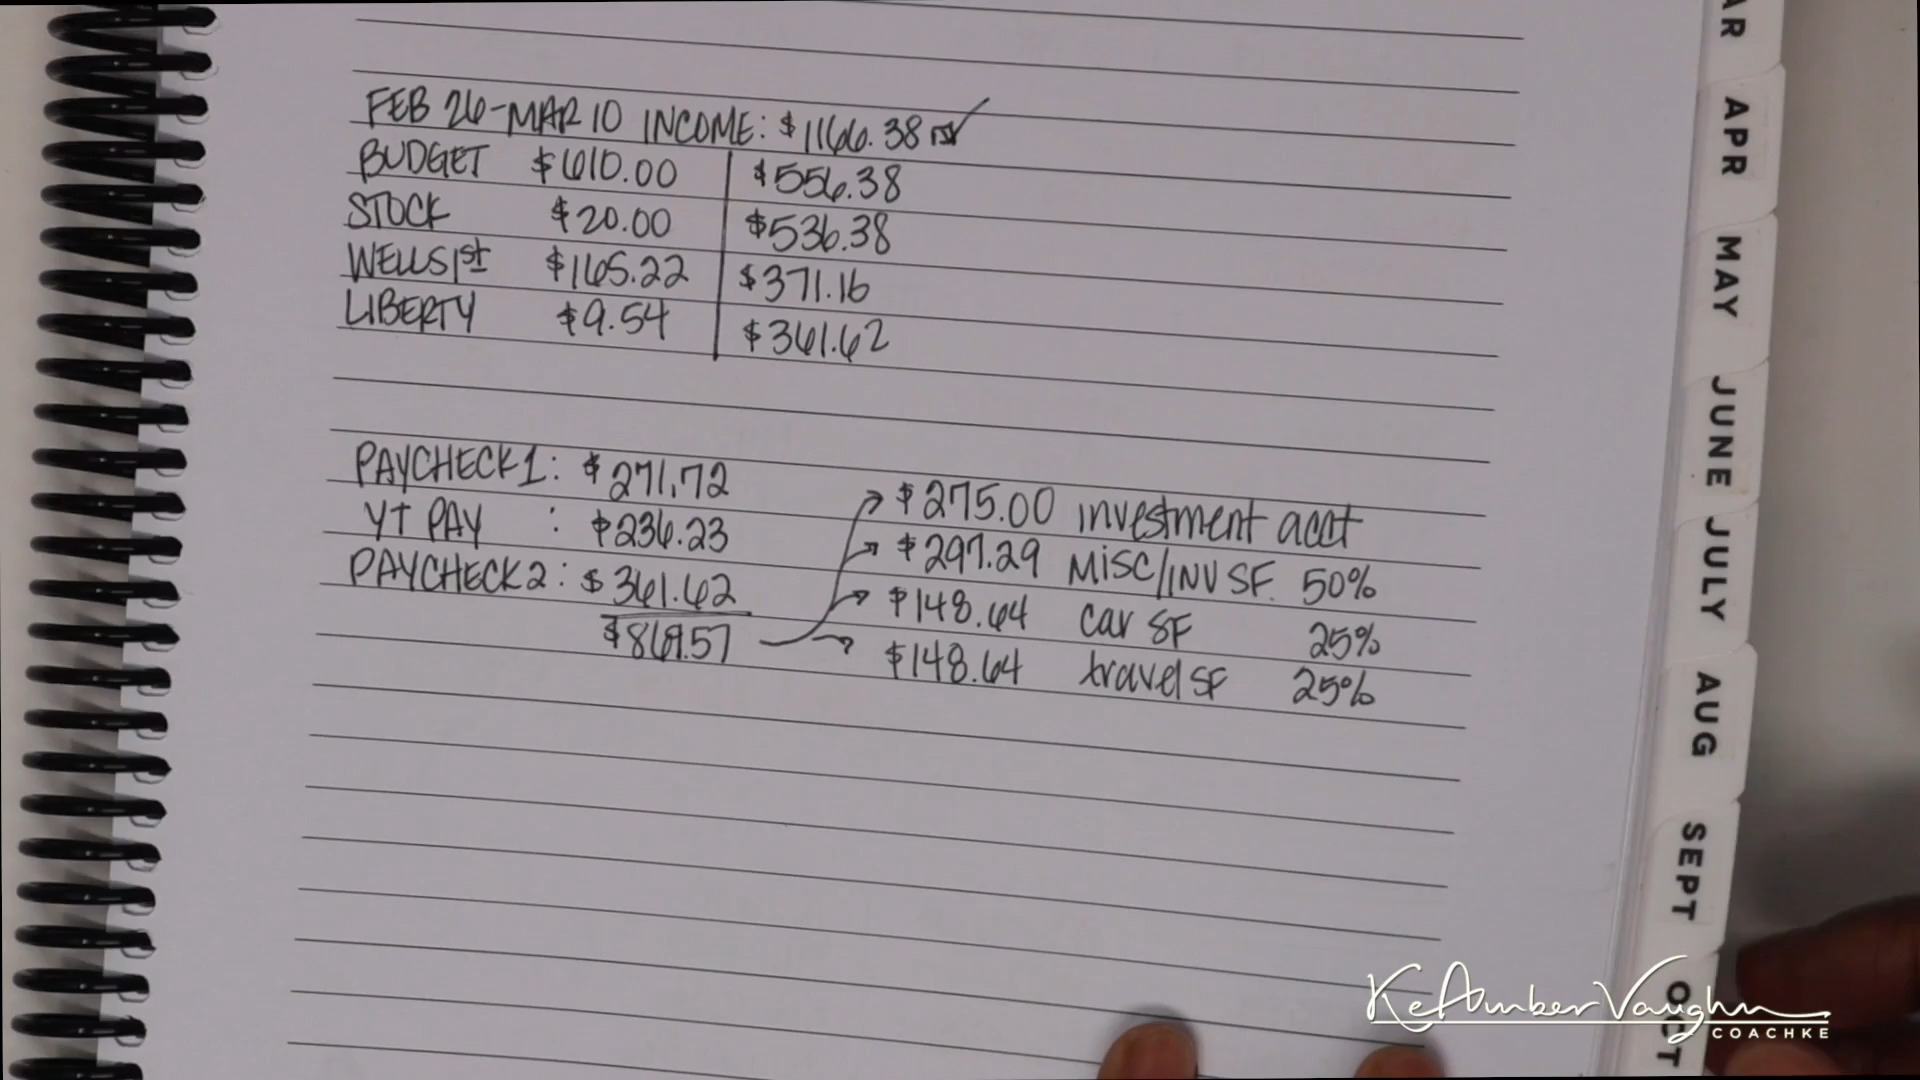 FEB 26-MAR 10 INCOME: $1166.38
BUDGET $610.00 $556.38
STOCK $20.00 $536.38
WELLS 1st $165.22 $371.16
LIBERTY $9.54 $361.62
PAYCHECK 1: $271.72
YT PAY : $236.23
PAYCHECK 2: $361.62
$869.57
$275.00 investment acct
$297.29 MISC/INV SF. 50%
$148.64 car SF 25%
$148.64 travel SF 25%
APR
MAY
JUNE
JULY
AUG
SEPT
OCT
KeAmber Vaughn
COACHKE